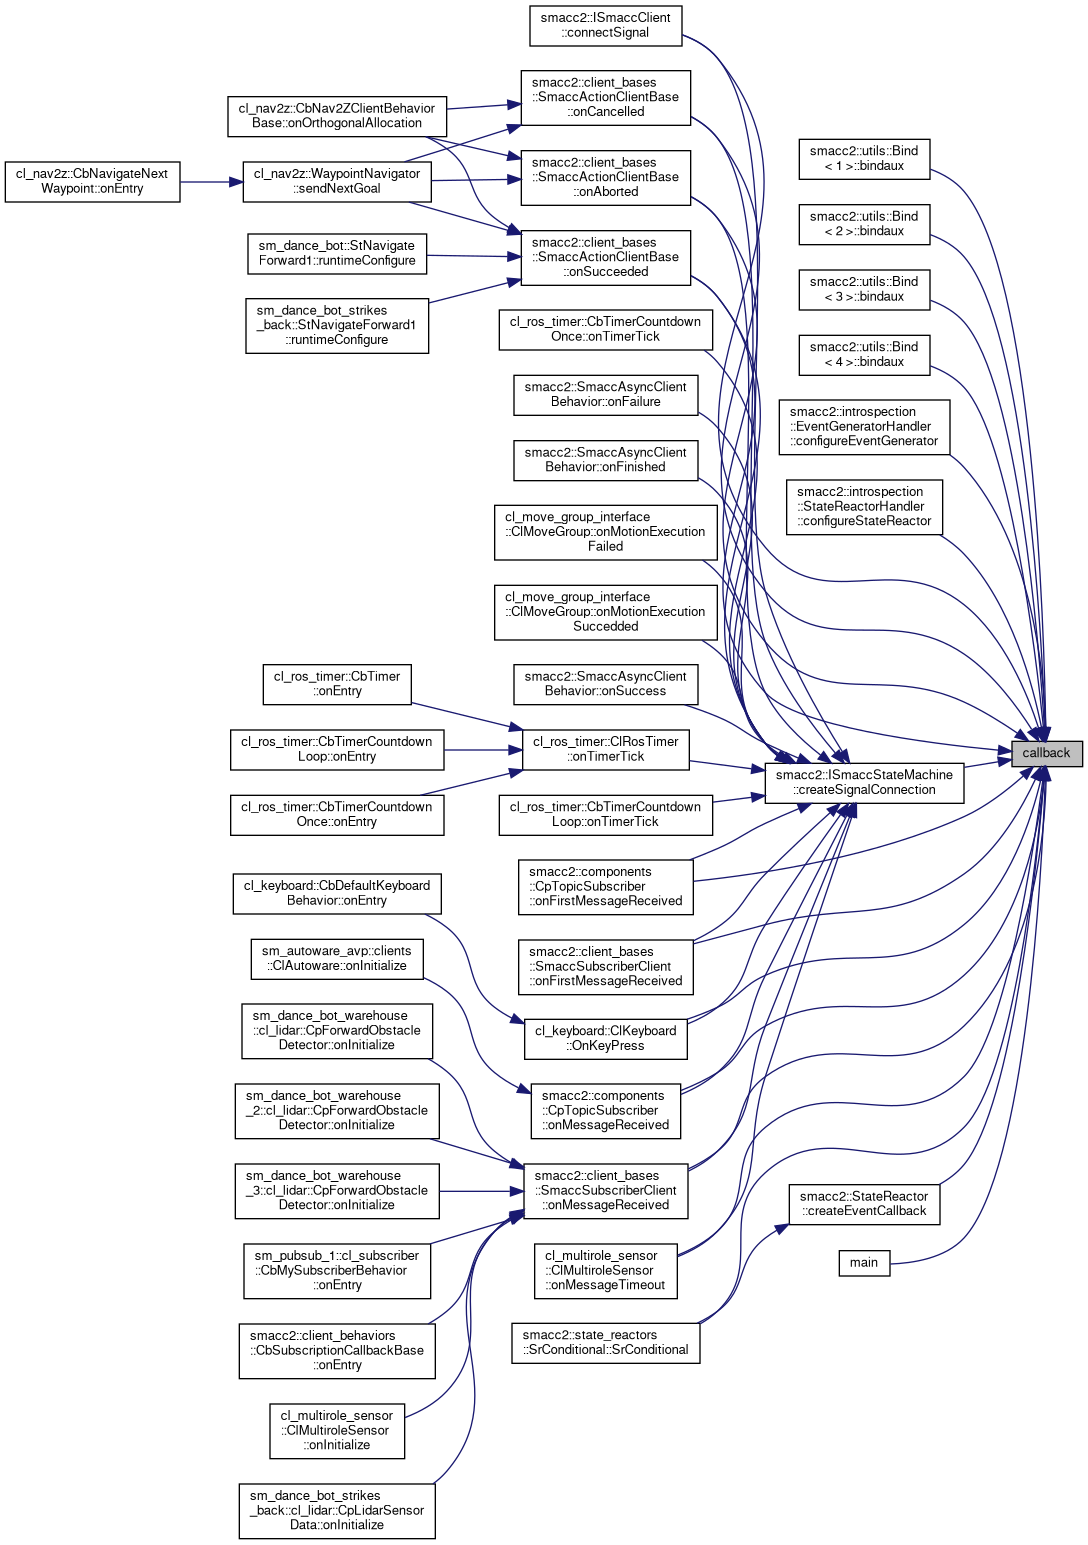 smacc2::ISmaccClient
::connectSignal
smacc2::client_bases
::SmaccActionClientBase
::onCancelled
cl_nav2z::CbNav2ZClientBehavior
Base::onOrthogonalAllocation
smacc2::utils::Bind
< 1 >::bindaux
smacc2::client_bases
::SmaccActionClientBase
::onAborted
cl_nav2z::CbNavigateNext
Waypoint::onEntry
cl_nav2z::WaypointNavigator
::sendNextGoal
smacc2::utils::Bind
< 2 >::bindaux
smacc2::client_bases
::SmaccActionClientBase
::onSucceeded
sm_dance_bot::StNavigate
Forward1::runtimeConfigure
smacc2::utils::Bind
< 3 >::bindaux
sm_dance_bot_strikes
_back::StNavigateForward1
::runtimeConfigure
cl_ros_timer::CbTimerCountdown
Once::onTimerTick
smacc2::utils::Bind
< 4 >::bindaux
smacc2::SmaccAsyncClient
Behavior::onFailure
smacc2::introspection
::EventGeneratorHandler
::configureEventGenerator
smacc2::SmaccAsyncClient
Behavior::onFinished
smacc2::introspection
::StateReactorHandler
::configureStateReactor
cl_move_group_interface
::ClMoveGroup::onMotionExecution
Failed
cl_move_group_interface
::ClMoveGroup::onMotionExecution
Succedded
cl_ros_timer::CbTimer
::onEntry
smacc2::SmaccAsyncClient
Behavior::onSuccess
cl_ros_timer::CbTimerCountdown
Loop::onEntry
cl_ros_timer::ClRosTimer
::onTimerTick
callback
smacc2::ISmaccStateMachine
::createSignalConnection
cl_ros_timer::CbTimerCountdown
Once::onEntry
cl_ros_timer::CbTimerCountdown
Loop::onTimerTick
smacc2::components
::CpTopicSubscriber
::onFirstMessageReceived
cl_keyboard::CbDefaultKeyboard
Behavior::onEntry
smacc2::client_bases
::SmaccSubscriberClient
::onFirstMessageReceived
sm_autoware_avp::clients
::ClAutoware::onInitialize
sm_dance_bot_warehouse
::cl_lidar::CpForwardObstacle
Detector::onInitialize
cl_keyboard::ClKeyboard
::OnKeyPress
sm_dance_bot_warehouse
_2::cl_lidar::CpForwardObstacle
Detector::onInitialize
smacc2::components
::CpTopicSubscriber
::onMessageReceived
sm_dance_bot_warehouse
_3::cl_lidar::CpForwardObstacle
Detector::onInitialize
smacc2::client_bases
::SmaccSubscriberClient
::onMessageReceived
smacc2::StateReactor
::createEventCallback
sm_pubsub_1::cl_subscriber
::CbMySubscriberBehavior
::onEntry
cl_multirole_sensor
::ClMultiroleSensor
::onMessageTimeout
main
smacc2::client_behaviors
::CbSubscriptionCallbackBase
::onEntry
smacc2::state_reactors
::SrConditional::SrConditional
cl_multirole_sensor
::ClMultiroleSensor
::onInitialize
sm_dance_bot_strikes
_back::cl_lidar::CpLidarSensor
Data::onInitialize